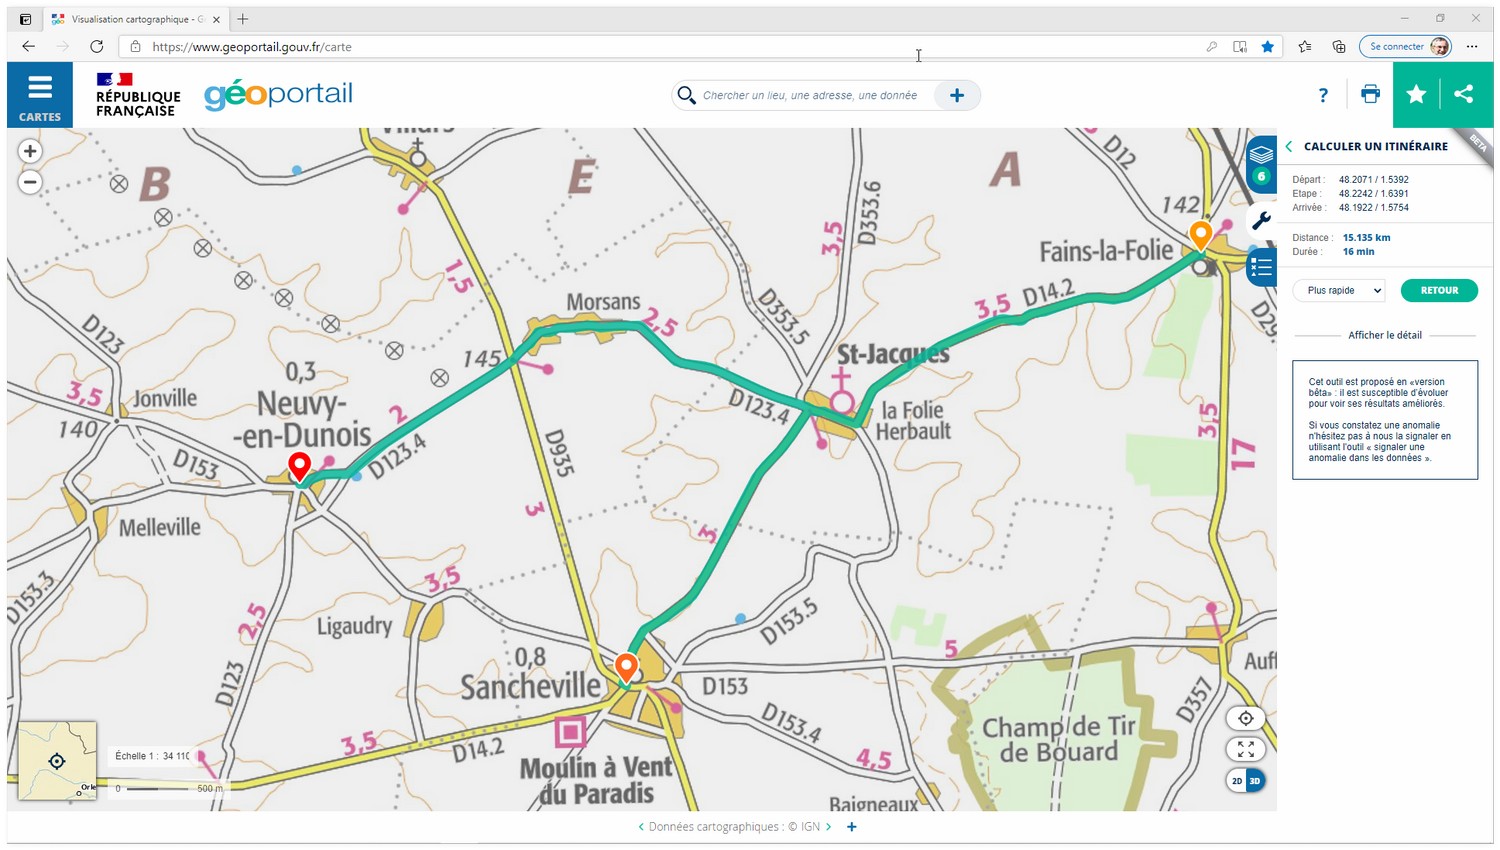 Visualisation cartographique - G
https://www.geoportail.gouv.fr/carte
Se connecter
CARTES
RÉPUBLIQUE
FRANÇAISE
géoportail
Chercher un lieu, une adresse, une donnée
?
BETA
CALCULER UN ITINÉRAIRE
Départ : 48.2071 / 1.5392
Etape : 48.2242 / 1.6391
Arrivée : 48.1922 / 1.5754
Distance : 15.135 km
Durée : 16 min
Plus rapide
RETOUR
Afficher le détail
Cet outil est proposé en «version
bêta» : il est susceptible d'évoluer
pour voir ses résultats améliorés.
Si vous constatez une anomalie
n'hésitez pas à nous la signaler en
utilisant l'outil « signaler une
anomalie dans les données ».
6
B
E
A
D12
142
D353.6
3,5
Fains-la-Folie
1,5
Morsans
2,5
D353.5
3,5
D14.2
D123
145
St-Jacques
0,3
Neuvy-
-en-Dunois
Jonville
3,5
140
2
D123.4
D123.4
la Folie
Herbault
3,5
17
D153
D935
Melleville
3
3
D153.3
3,5
2,5
Ligaudry
D153.5
5
0,8
Sancheville
D153
D123
D153.4
D357
3,5
D14.2
4,5
Champ de Tir
de Bouard
Moulin à Vent
du Paradis
Baigneaux
Échelle 1 : 34 110
0 500 m
2D 3D
Données cartographiques : © IGN